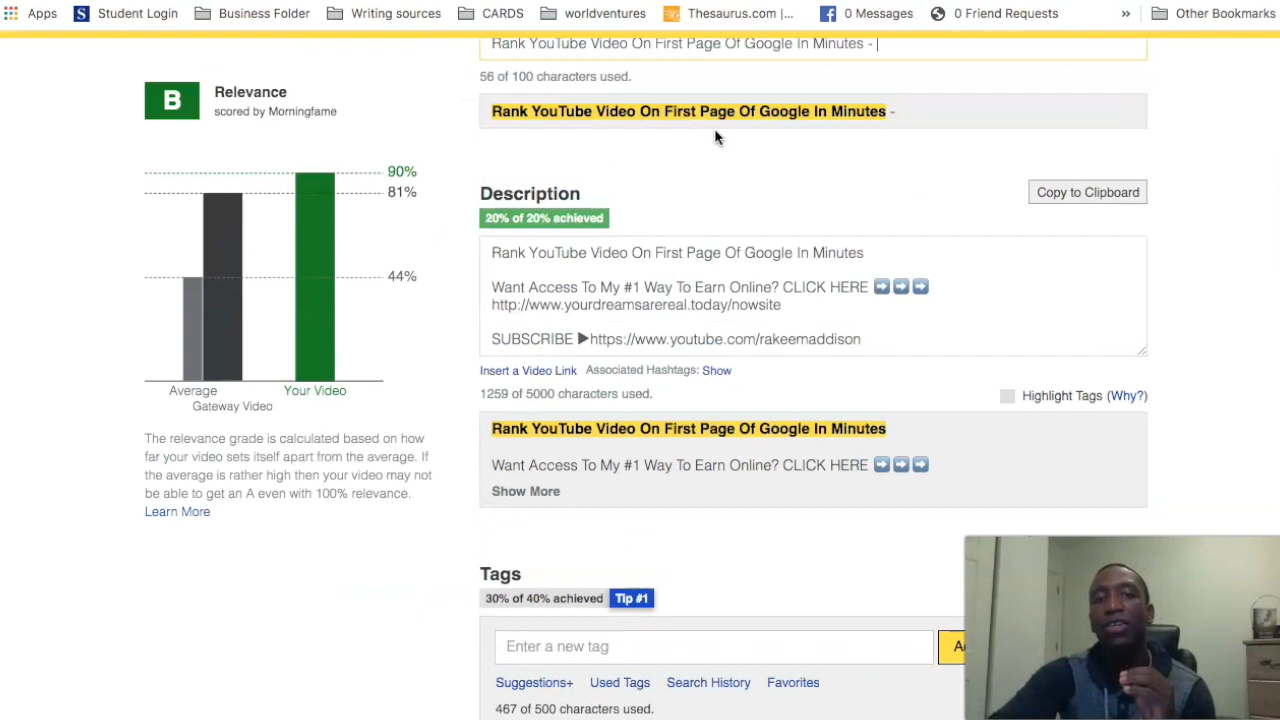 Apps
Student Login
Business Folder
Writing sources
CARDS
worldventures
Thesaurus.com |...
0 Messages
0 Friend Requests
»
Other Bookmarks
Rank YouTube Video On First Page Of Google In Minutes - |
56 of 100 characters used.
Rank YouTube Video On First Page Of Google In Minutes -
B
Relevance
scored by Morningfame
90%
81%
44%
Average
Your Video
Gateway Video
The relevance grade is calculated based on how
far your video sets itself apart from the average. If
the average is rather high then your video may not
be able to get an A even with 100% relevance.
Learn More
Description
Copy to Clipboard
20% of 20% achieved
Rank YouTube Video On First Page Of Google In Minutes
Want Access To My #1 Way To Earn Online? CLICK HERE ➡️➡️➡️
http://www.yourdreamsarereal.today/nowsite
SUBSCRIBE ▶https://www.youtube.com/rakeemaddison
Insert a Video Link Associated Hashtags: Show
1259 of 5000 characters used.
Highlight Tags (Why?)
Rank YouTube Video On First Page Of Google In Minutes
Want Access To My #1 Way To Earn Online? CLICK HERE ➡️➡️➡️
Show More
Tags
30% of 40% achieved Tip #1
Enter a new tag
Suggestions+ Used Tags Search History Favorites
467 of 500 characters used.